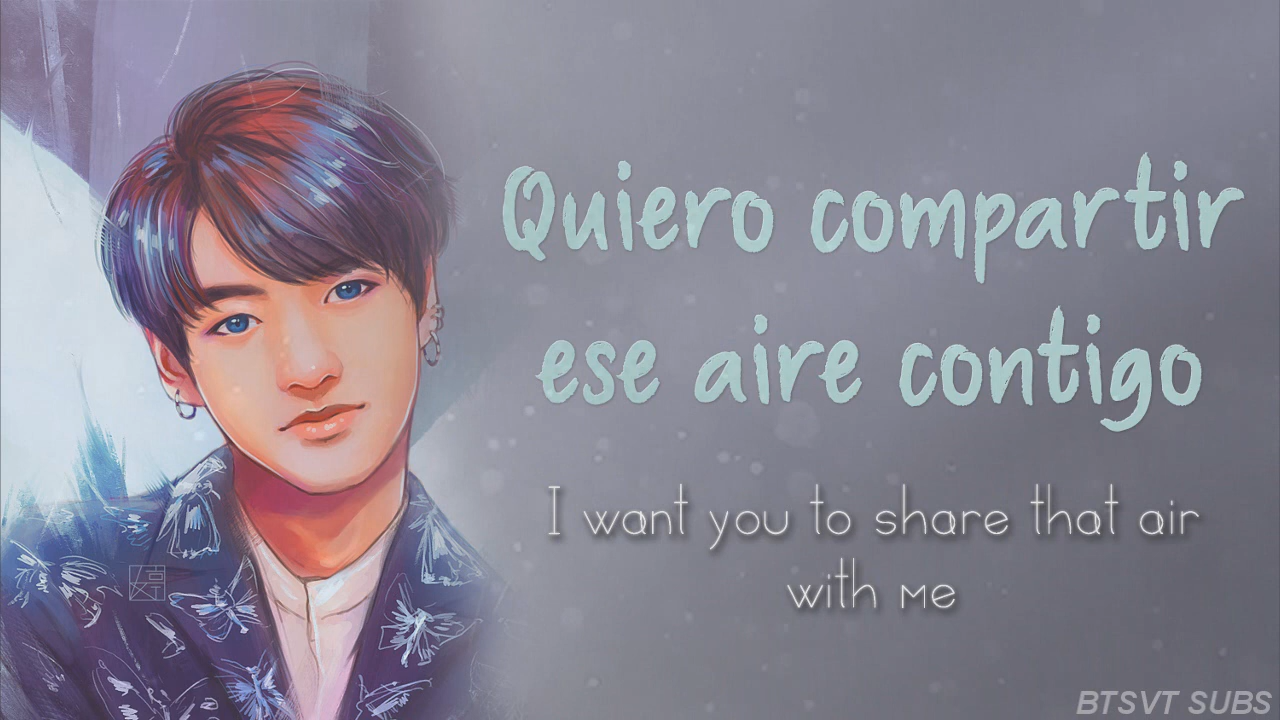 Quiero compartir
ese aire contigo
I want you to share that air
with me
BTSVT SUBS